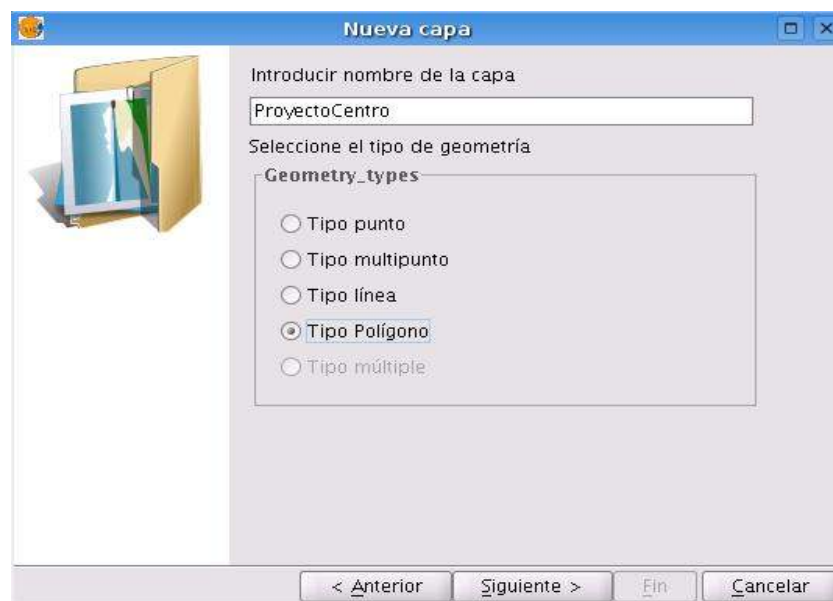 Nueva capa
Introducir nombre de la capa
ProyectoCentro
Seleccione el tipo de geometría
Geometry_types
Tipo punto
Tipo multipunto
Tipo línea
Tipo Polígono
Tipo múltiple
< Anterior
Siguiente >
Fin
Cancelar